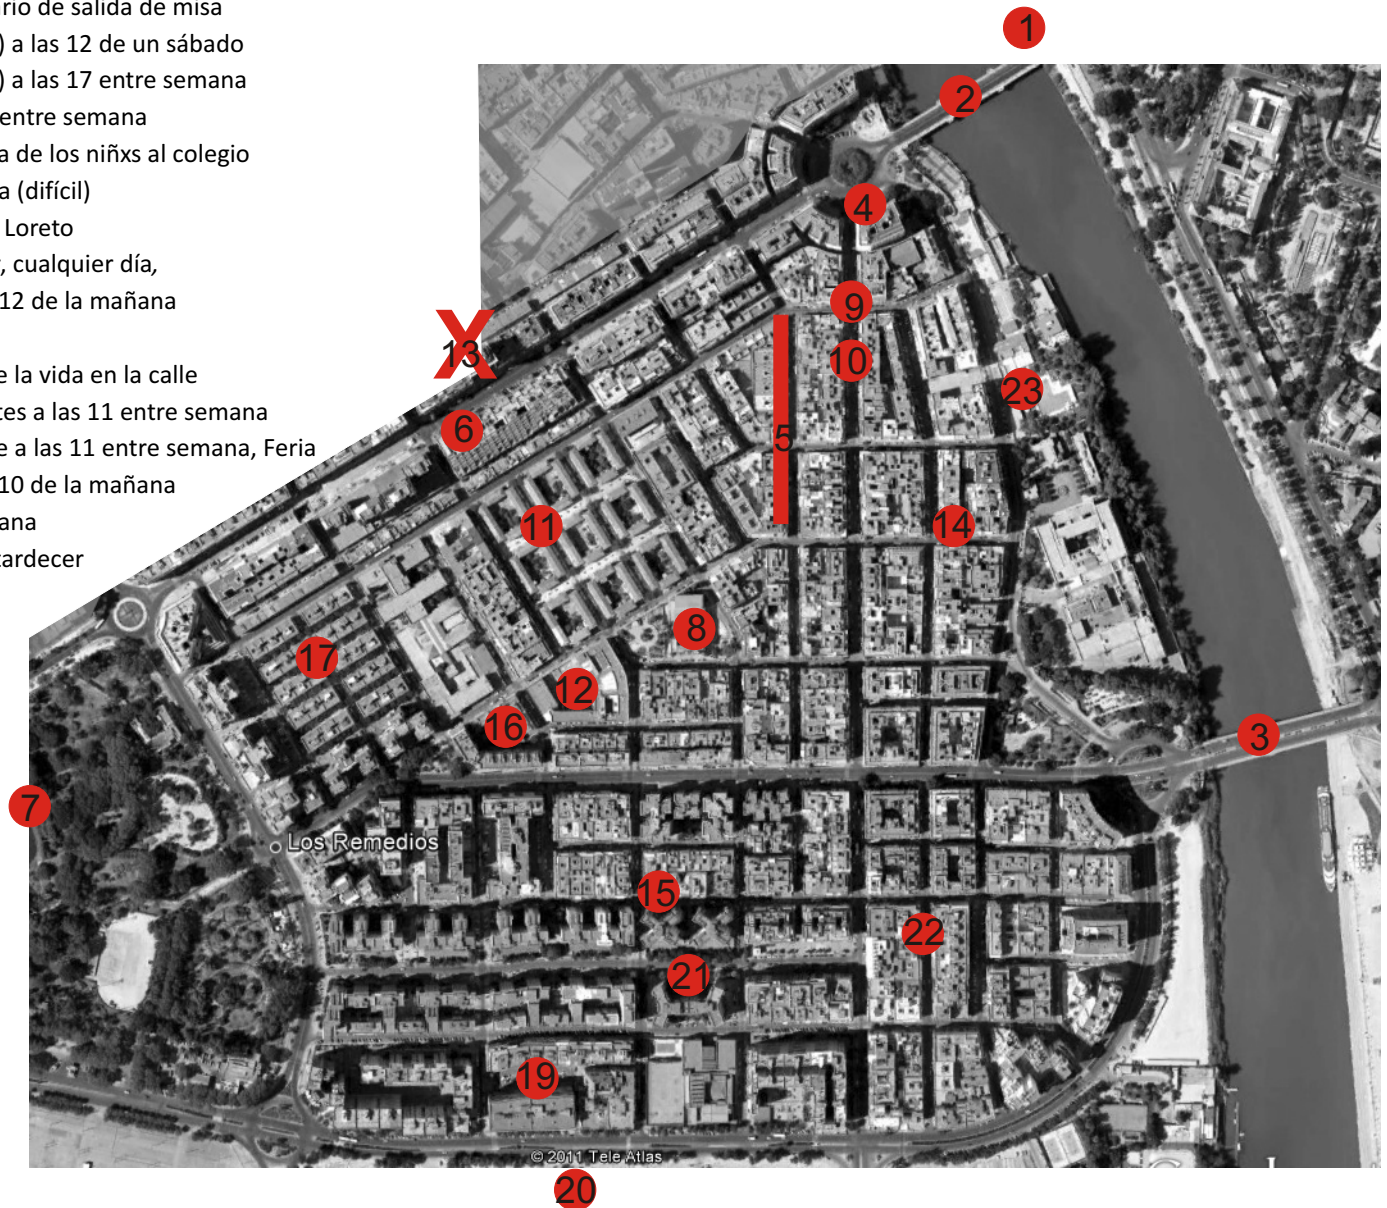 rio de salida de misa
) a las 12 de un sábado
) a las 17 entre semana
entre semana
a de los niñxs al colegio
a (difícil)
Loreto
, cualquier día,
12 de la mañana
e la vida en la calle
tes a las 11 entre semana
e a las 11 entre semana, Feria
10 de la mañana
ana
tardecer
1
2
4
9
13
10
23
6
5
11
14
8
17
12
16
3
7
Los Remedios
15
22
21
19
© 2011 Tele Atlas
20